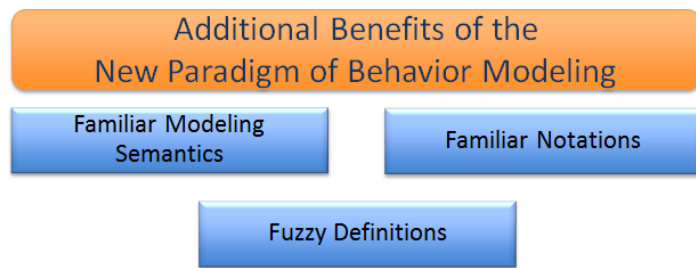 Additional Benefits of the
New Paradigm of Behavior Modeling
Familiar Modeling
Semantics
Familiar Notations
Fuzzy Definitions